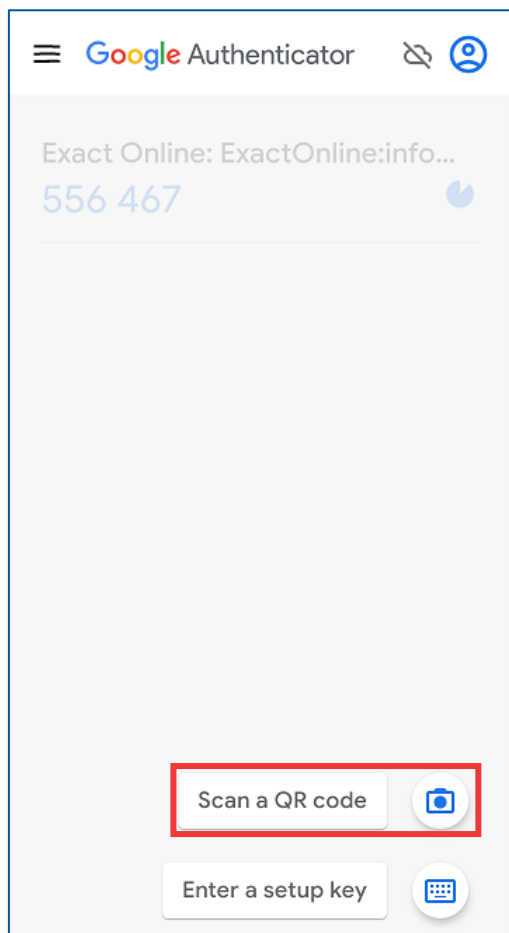 Google Authenticator
Exact Online: ExactOnline:info...
556 467
Scan a QR code
Enter a setup key